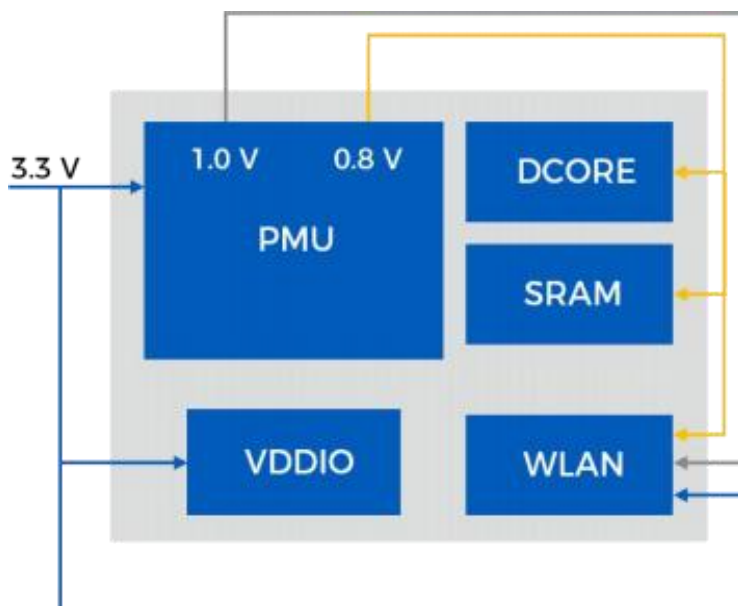 1.0 V 0.8 V
DCORE
3.3 V
PMU
SRAM
VDDIO
WLAN